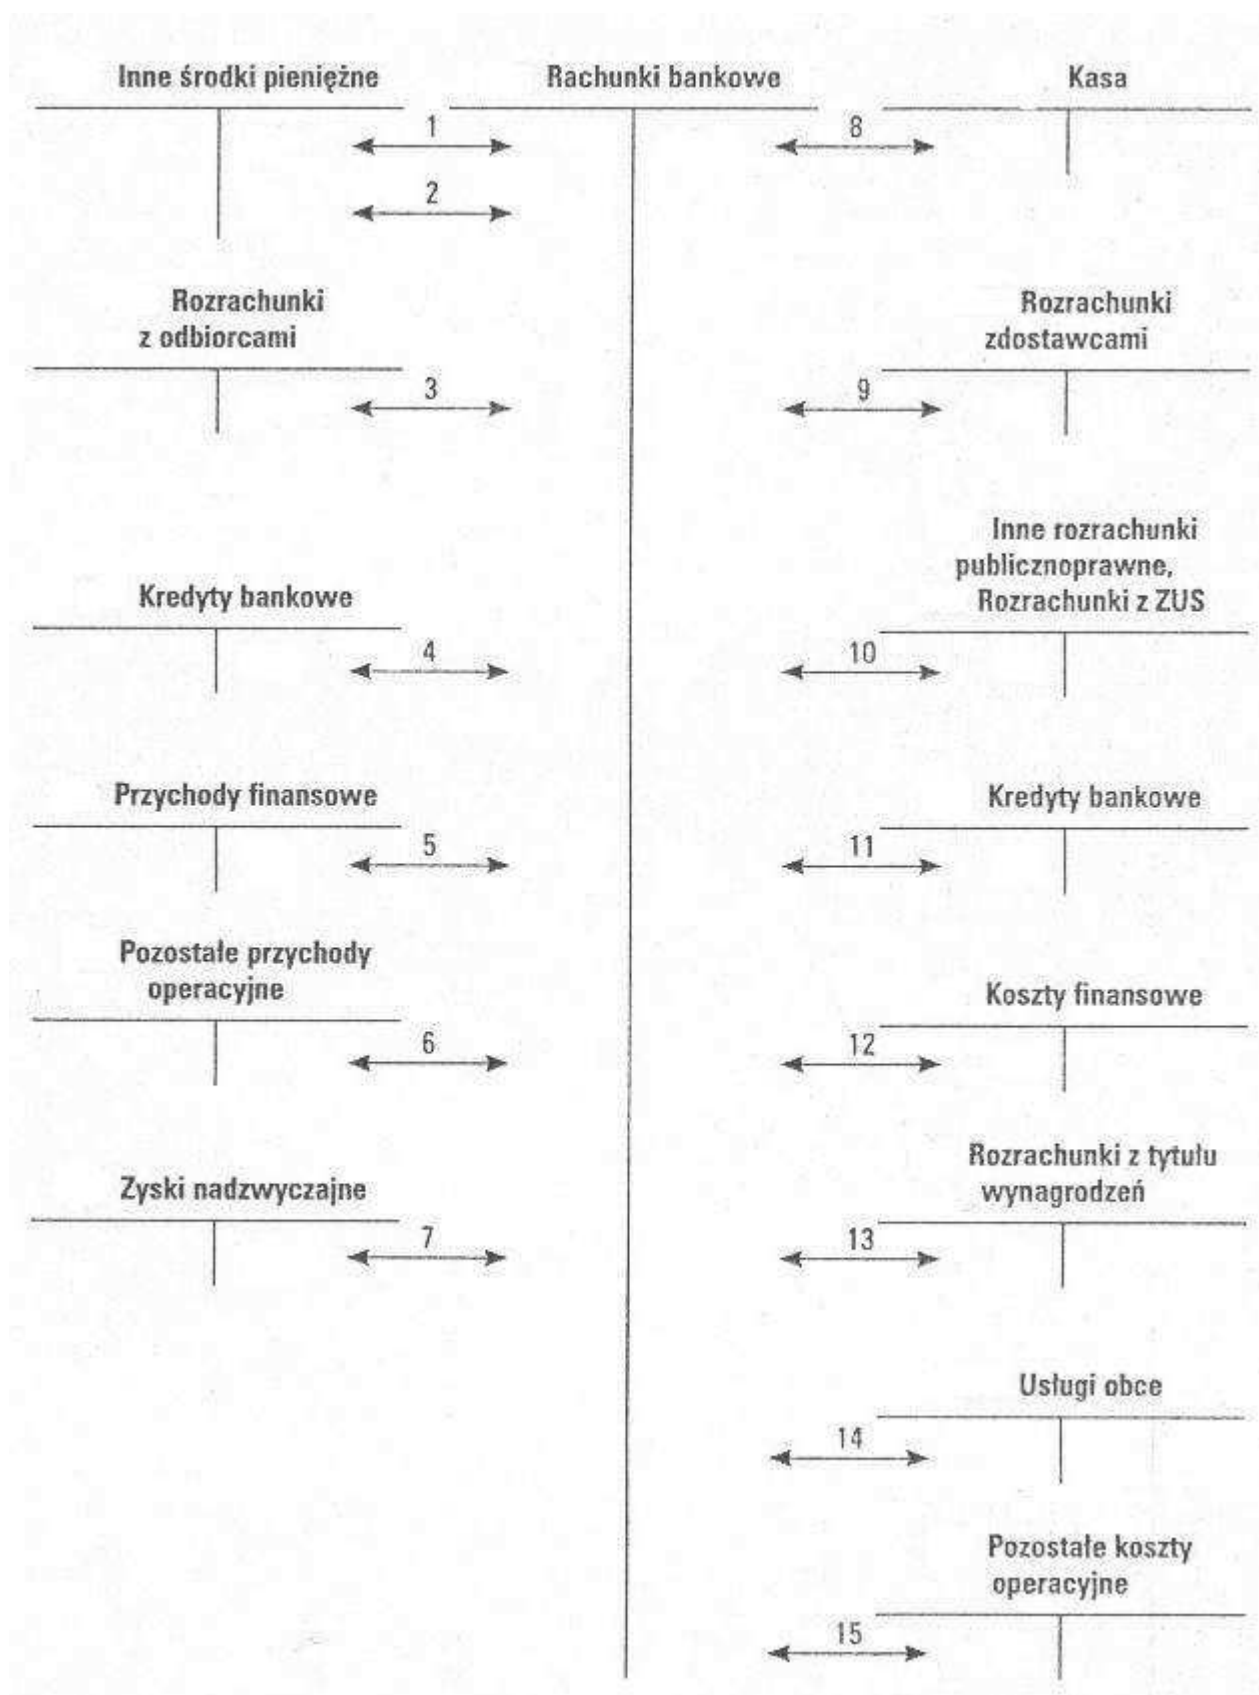 Inne środki pieniężne
Rachunki bankowe
Kasa
1
8
2
Rozrachunki
z odbiorcami
Rozrachunki
zdostawcami
3
9
Inne rozrachunki
publicznoprawne,
Rozrachunki z ZUS
Kredyty bankowe
4
10
Przychody finansowe
Kredyty bankowe
5
11
Pozostałe przychody
operacyjne
Koszty finansowe
6
12
Rozrachunki z tytułu
wynagrodzeń
Zyski nadzwyczajne
7
13
Usługi obce
14
Pozostałe koszty
operacyjne
15